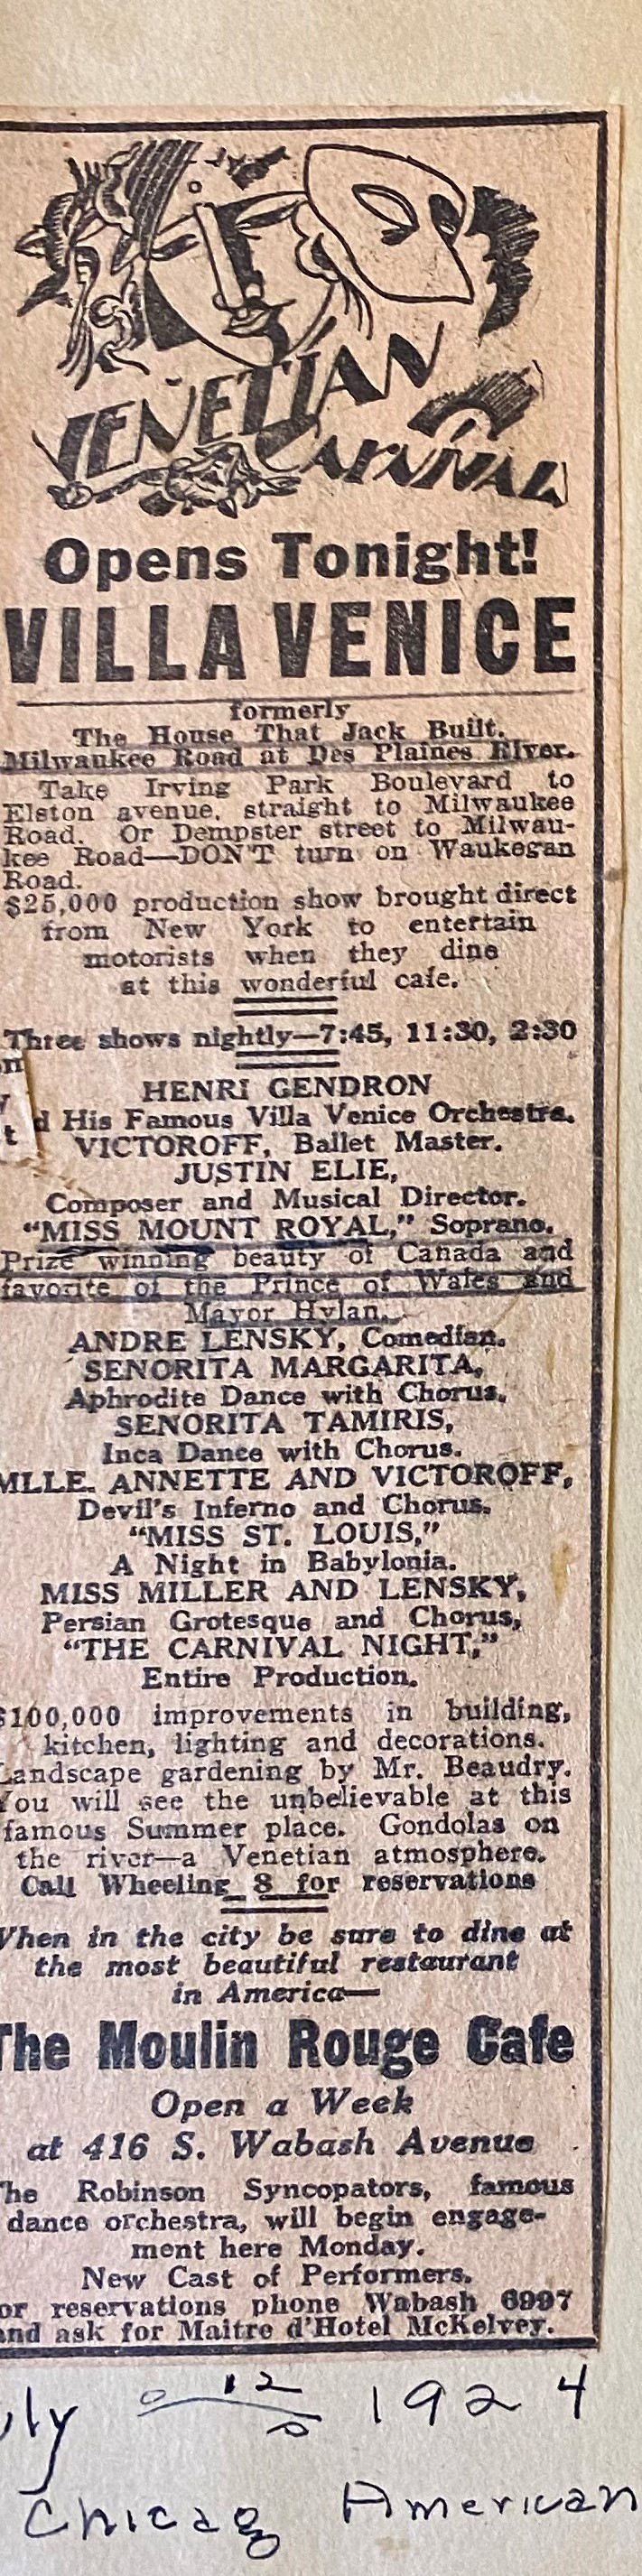 VENETIAN
CARNIVAL
Opens Tonight!
VILLA VENICE
formerly
The House That Jack Built.
Milwaukee Road at Des Plaines River.
Take Irving Park Boulevard to
Elston avenue, straight to Milwaukee
Road. Or Dempster street to Milwau-
kee Road—DON'T turn on Waukegan
Road.
$25,000 production show brought direct
from New York to entertain
motorists when they dine
at this wonderful cafe.
Three shows nightly—7:45, 11:30, 2:30
HENRI GENDRON
d His Famous Villa Venice Orchestra.
VICTOROFF, Ballet Master.
JUSTIN ELIE,
Composer and Musical Director.
"MISS MOUNT ROYAL," Soprano.
Prize winning beauty of Canada and
favorite of the Prince of Wales and
Mayor Hylan.
ANDRE LENSKY, Comedian.
SENORITA MARGARITA,
Aphrodite Dance with Chorus.
SENORITA TAMIRIS,
Inca Dance with Chorus.
MLLE. ANNETTE AND VICTOROFF,
Devil's Inferno and Chorus.
"MISS ST. LOUIS,"
A Night in Babylonia.
MISS MILLER AND LENSKY,
Persian Grotesque and Chorus,
"THE CARNIVAL NIGHT,"
Entire Production.
$100,000 improvements in building,
kitchen, lighting and decorations.
Landscape gardening by Mr. Beaudry.
You will see the unbelievable at this
famous Summer place. Gondolas on
the river—a Venetian atmosphere.
Call Wheeling 8 for reservations
When in the city be sure to dine at
the most beautiful restaurant
in America—
The Moulin Rouge Cafe
Open a Week
at 416 S. Wabash Avenue
The Robinson Syncopators, famous
dance orchestra, will begin engage-
ment here Monday.
New Cast of Performers.
or reservations phone Wabash 6997
and ask for Maitre d'Hotel McKelvey.
uly 12 1924
Chicag American